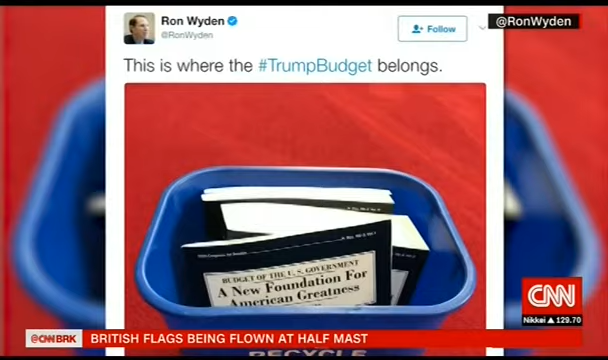 Ron Wyden
@RonWyden
Follow
@RonWyden
This is where the #TrumpBudget belongs.
BUDGET OF THE U. S. GOVERNMENT
A New Foundation For
American Greatness
RECYCLE
CNN
Nikkei ▲ 129.70
@CNNBRK
BRITISH FLAGS BEING FLOWN AT HALF MAST